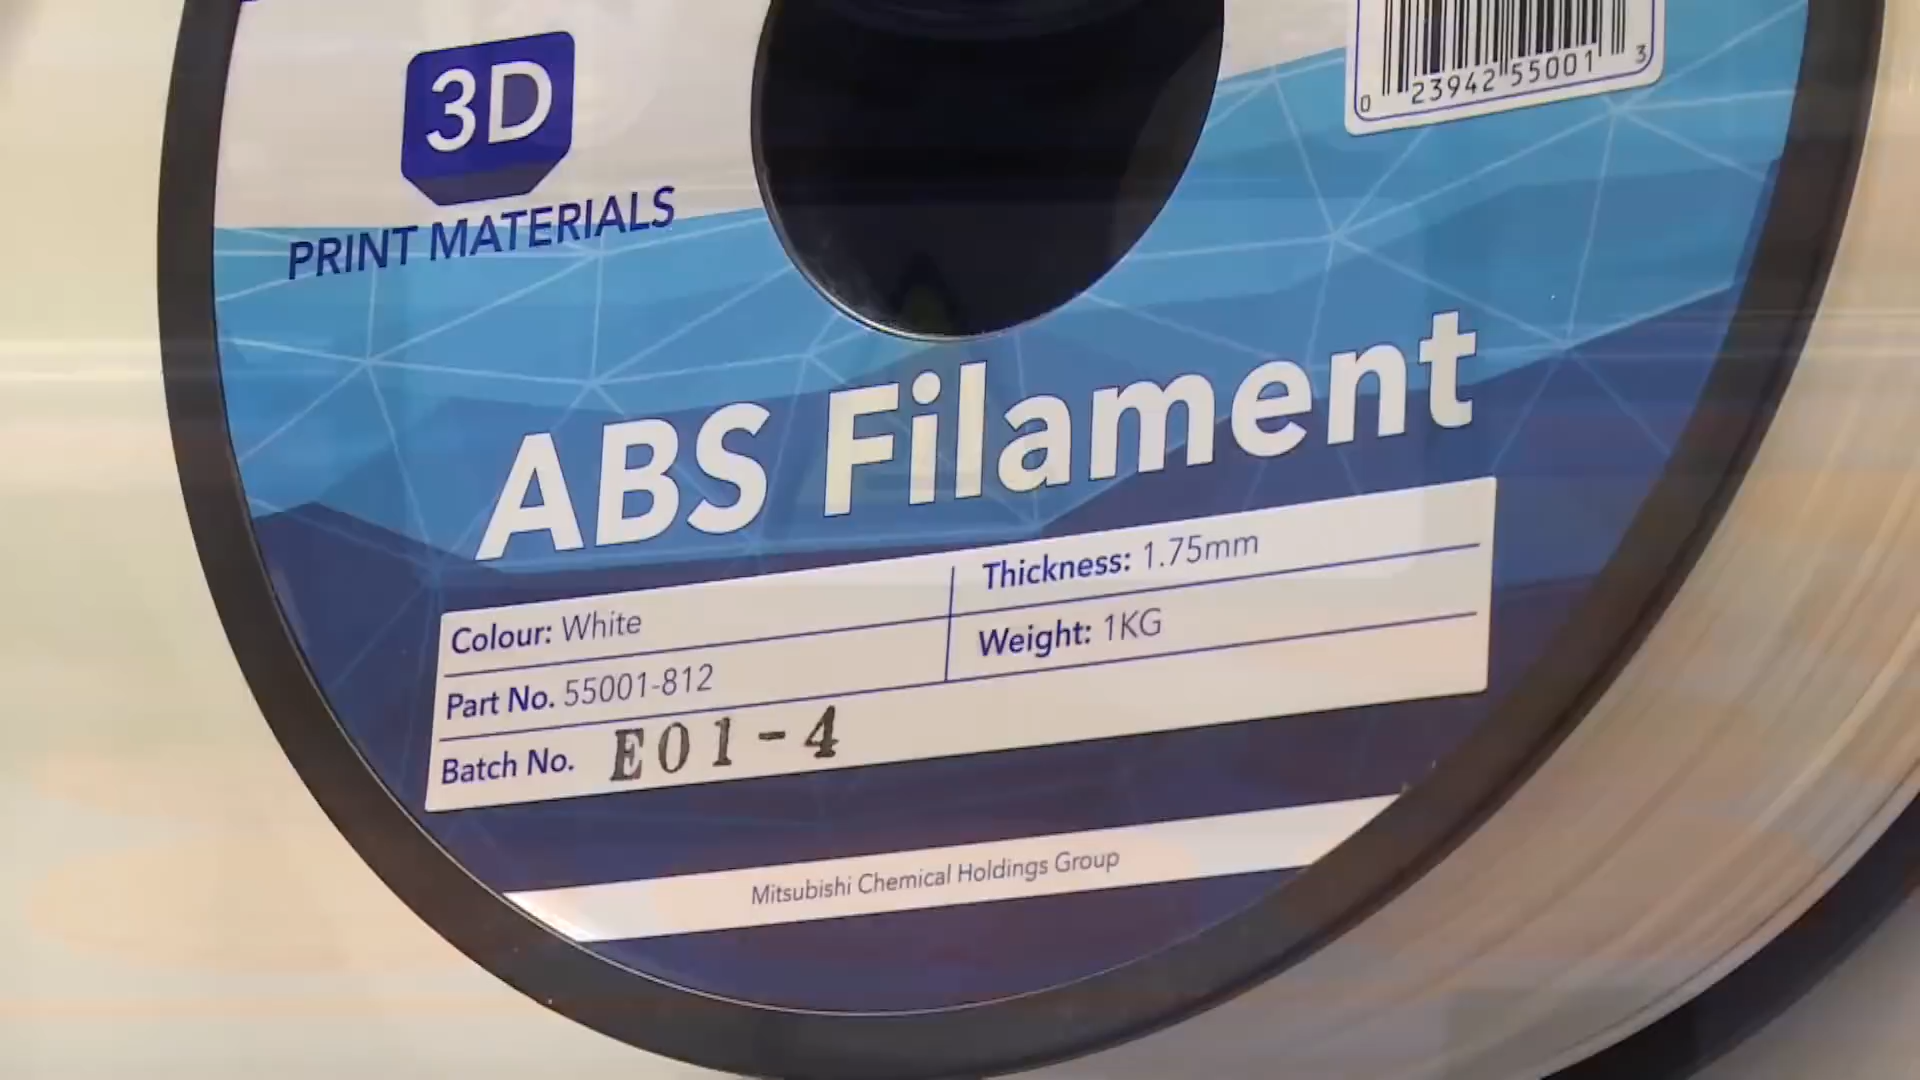 3D
PRINT MATERIALS
0 23942 55001 3
ABS Filament
Colour: White
Thickness: 1.75mm
Part No. 55001-812
Weight: 1KG
Batch No. E01-4
Mitsubishi Chemical Holdings Group